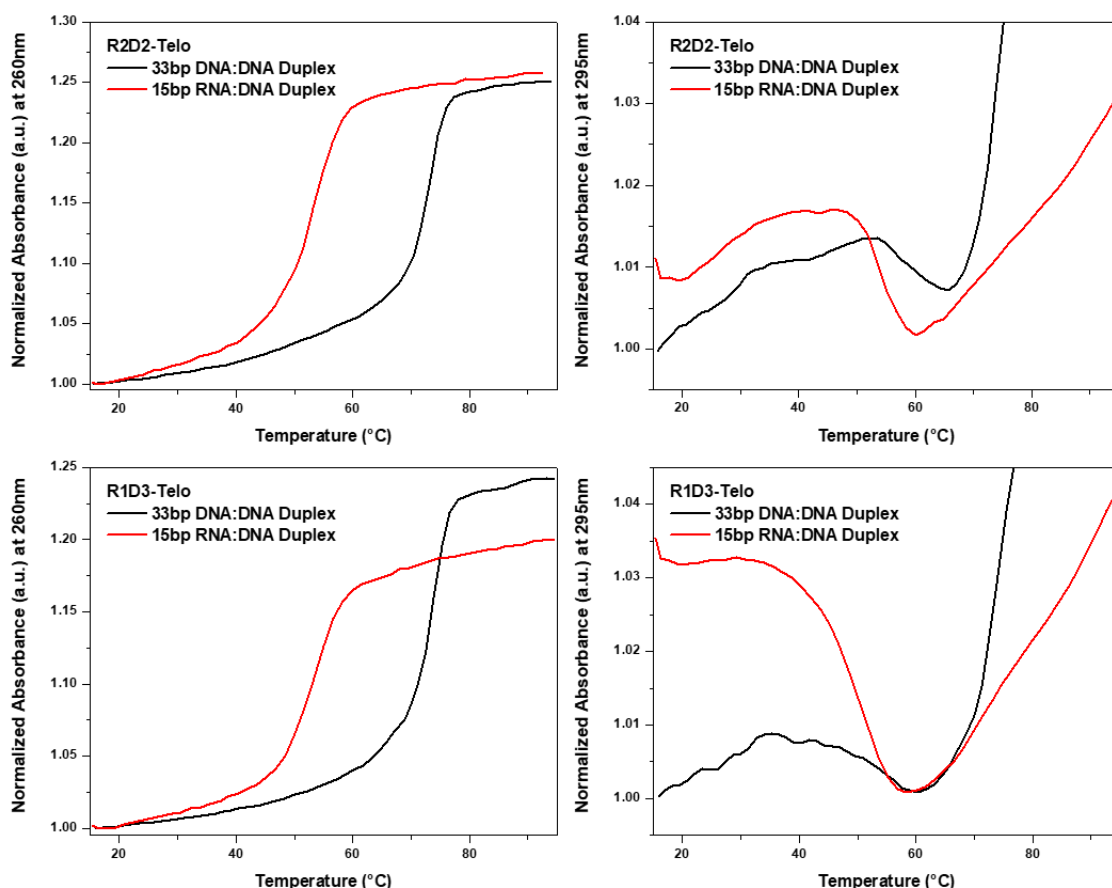 1.30
1.25
1.20
1.15
1.10
1.05
1.00
Normalized Absorbance (a.u.) at 260nm
R2D2-Telo
33bp DNA:DNA Duplex
15bp RNA:DNA Duplex
20 40 60 80
Temperature (°C)
1.04
1.03
1.02
1.01
1.00
Normalized Absorbance (a.u.) at 295nm
R2D2-Telo
33bp DNA:DNA Duplex
15bp RNA:DNA Duplex
20 40 60 80
Temperature (°C)
1.25
1.20
1.15
1.10
1.05
1.00
Normalized Absorbance (a.u.) at 260nm
R1D3-Telo
33bp DNA:DNA Duplex
15bp RNA:DNA Duplex
20 40 60 80
Temperature (°C)
1.04
1.03
1.02
1.01
1.00
Normalized Absorbance (a.u.) at 295nm
R1D3-Telo
33bp DNA:DNA Duplex
15bp RNA:DNA Duplex
20 40 60 80
Temperature (°C)